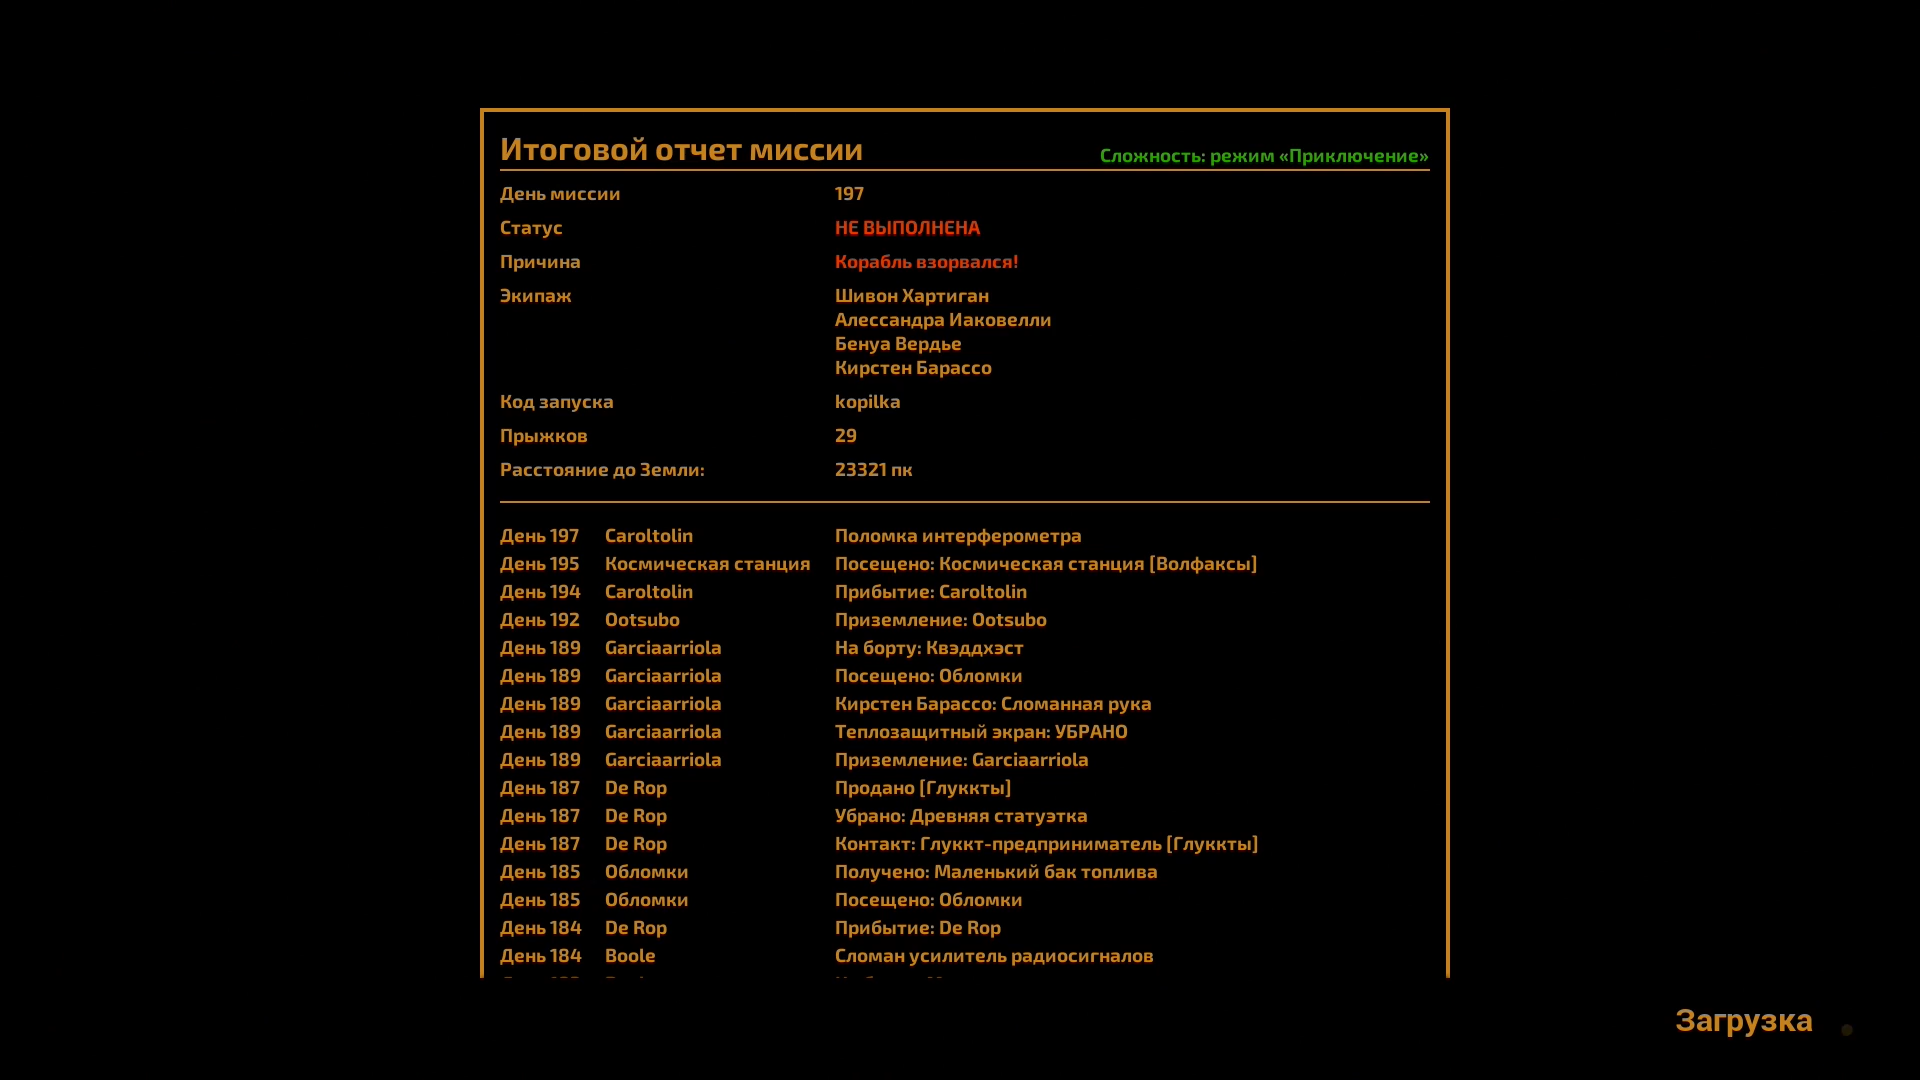 Итоговой отчет миссии
Сложность: режим «Приключение»
День миссии 197
Статус НЕ ВЫПОЛНЕНА
Причина Корабль взорвался!
Экипаж Шивон Хартиган
Алессандра Иаковелли
Бенуа Вердье
Кирстен Барассо
Код запуска kopilka
Прыжков 29
Расстояние до Земли: 23321 пк
День 197 Caroltolin Поломка интерферометра
День 195 Космическая станция Посещено: Космическая станция [Волфаксы]
День 194 Caroltolin Прибытие: Caroltolin
День 192 Ootsubo Приземление: Ootsubo
День 189 Garciaarriola На борту: Квэддхэст
День 189 Garciaarriola Посещено: Обломки
День 189 Garciaarriola Кирстен Барассо: Сломанная рука
День 189 Garciaarriola Теплозащитный экран: УБРАНО
День 189 Garciaarriola Приземление: Garciaarriola
День 187 De Rop Продано [Глуккты]
День 187 De Rop Убрано: Древняя статуэтка
День 187 De Rop Контакт: Глуккт-предприниматель [Глуккты]
День 185 Обломки Получено: Маленький бак топлива
День 185 Обломки Посещено: Обломки
День 184 De Rop Прибытие: De Rop
День 184 Boole Сломан усилитель радиосигналов
Загрузка